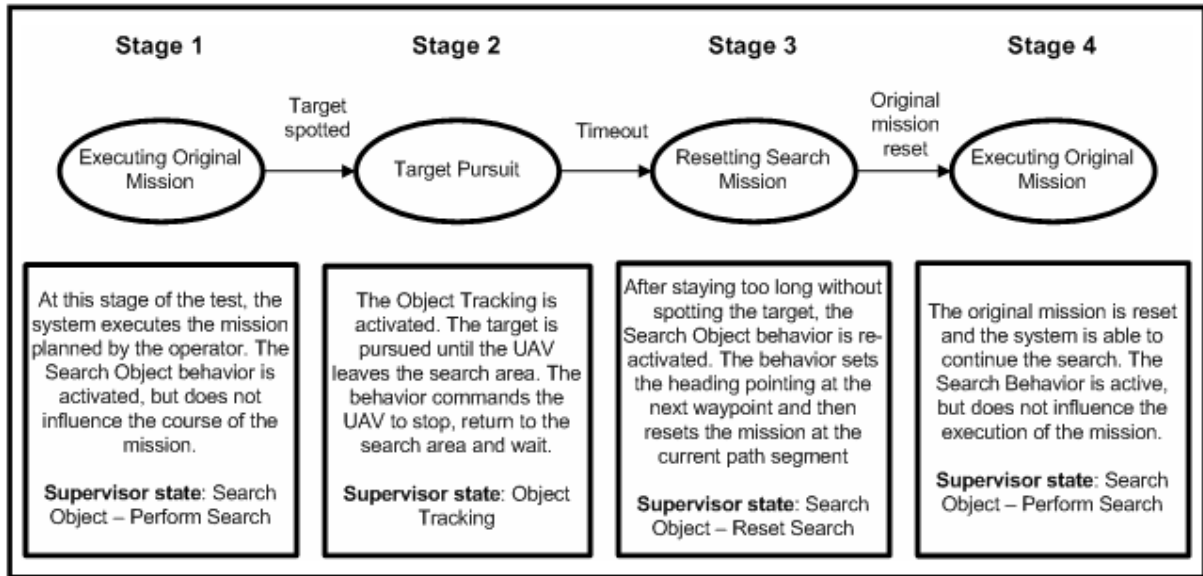 Stage 1
Stage 2
Stage 3
Stage 4
Target
spotted
Timeout
Original
mission
reset
Executing Original
Mission
Target Pursuit
Resetting Search
Mission
Executing Original
Mission
At this stage of the test, the
system executes the mission
planned by the operator. The
Search Object behavior is
activated, but does not
influence the course of the
mission.
Supervisor state: Search
Object – Perform Search
The Object Tracking is
activated. The target is
pursued until the UAV
leaves the search area. The
behavior commands the
UAV to stop, return to the
search area and wait.
Supervisor state: Object
Tracking
After staying too long without
spotting the target, the
Search Object behavior is re-
activated. The behavior sets
the heading pointing at the
next waypoint and then
resets the mission at the
current path segment
Supervisor state: Search
Object – Reset Search
The original mission is reset
and the system is able to
continue the search. The
Search Behavior is active,
but does not influence the
execution of the mission.
Supervisor state: Search
Object – Perform Search